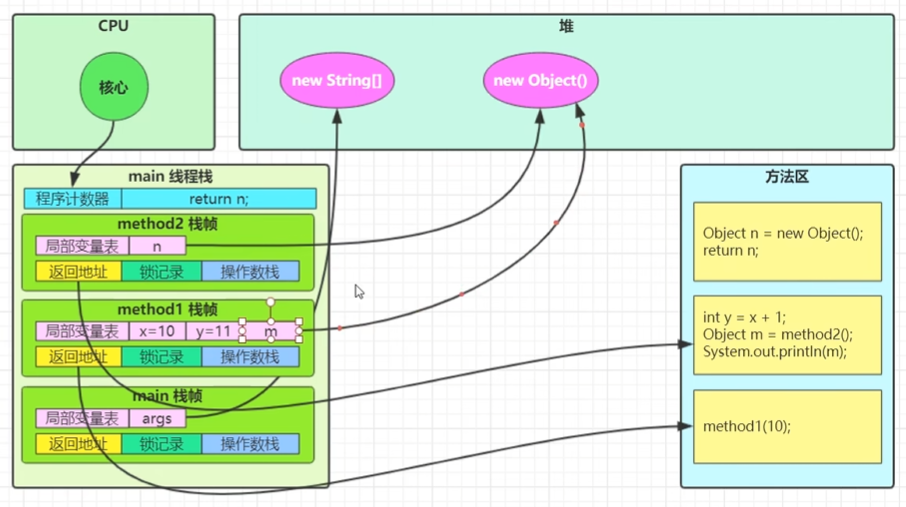 CPU
核心
堆
new String[]
new Object()
main 线程栈
程序计数器 return n;
method2 栈帧
局部变量表 n
返回地址 锁记录 操作数栈
method1 栈帧
局部变量表 x=10 y=11 m
返回地址 锁记录 操作数栈
main 栈帧
局部变量表 args
返回地址 锁记录 操作数栈
方法区
Object n = new Object();
return n;
int y = x + 1;
Object m = method2();
System.out.println(m);
method1(10);